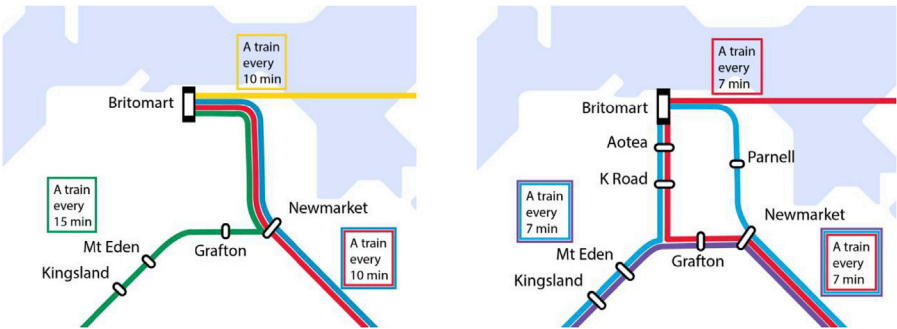 A train
every
10 min
Britomart
Newmarket
A train
every
15 min
Mt Eden
Grafton
Kingsland
A train
every
10 min
A train
every
7 min
Britomart
Aotea
Parnell
K Road
A train
every
7 min
Newmarket
Mt Eden
Grafton
Kingsland
A train
every
7 min